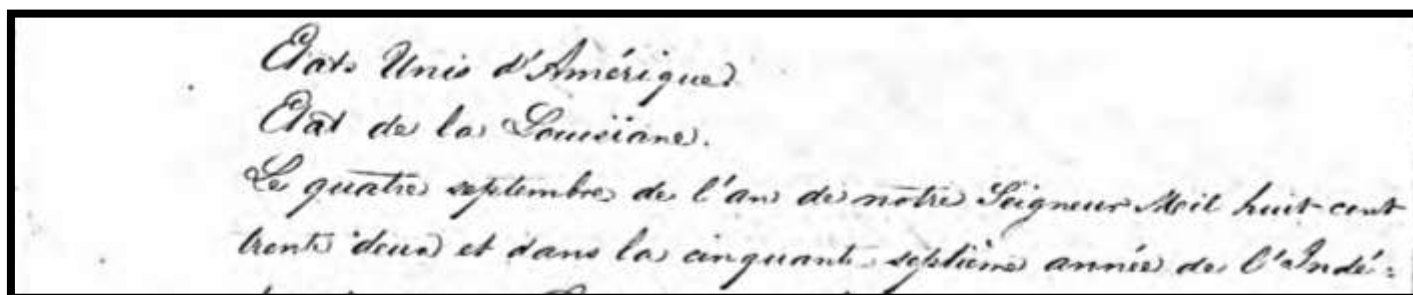 Etats Unis d'Amérique
Etat de la Louisiane.
Le quatre septembre de l'an de notre Seigneur Mil huit cent
trente deux et dans la cinquante septième année de l'Indé=